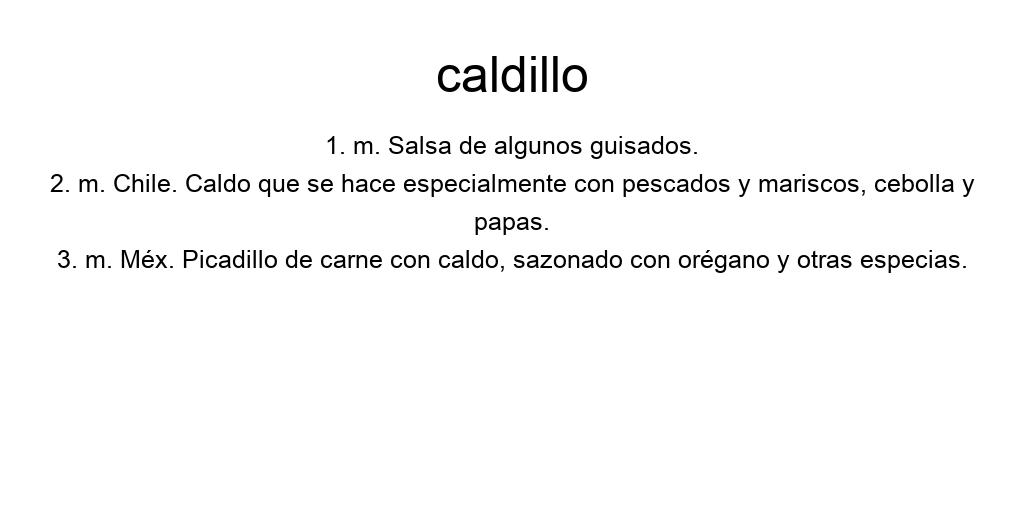 caldillo
1. m. Salsa de algunos guisados.
2. m. Chile. Caldo que se hace especialmente con pescados y mariscos, cebolla y
papas.
3. m. Méx. Picadillo de carne con caldo, sazonado con orégano y otras especias.